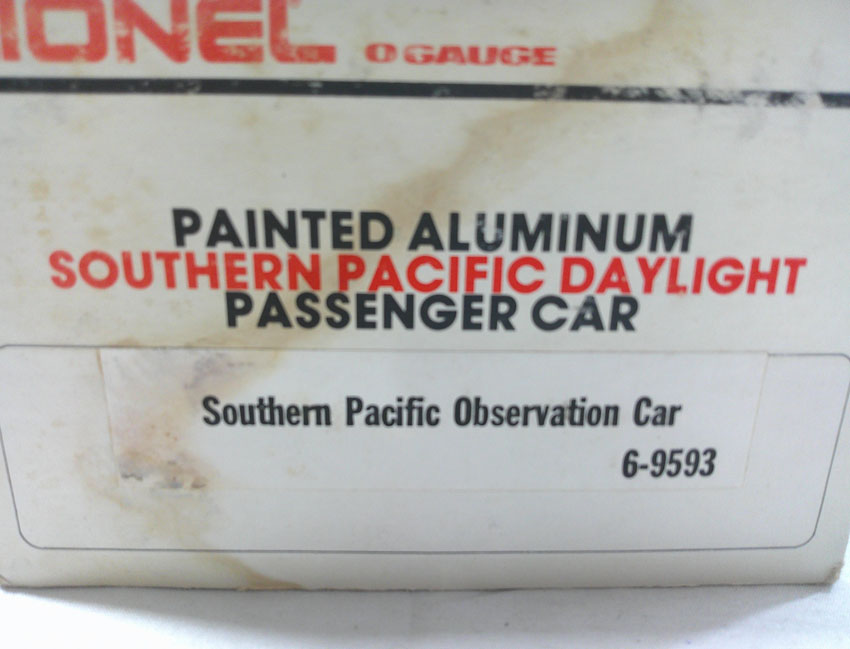 IONEL O GAUGE
PAINTED ALUMINUM
SOUTHERN PACIFIC DAYLIGHT
PASSENGER CAR
Southern Pacific Observation Car
6-9593